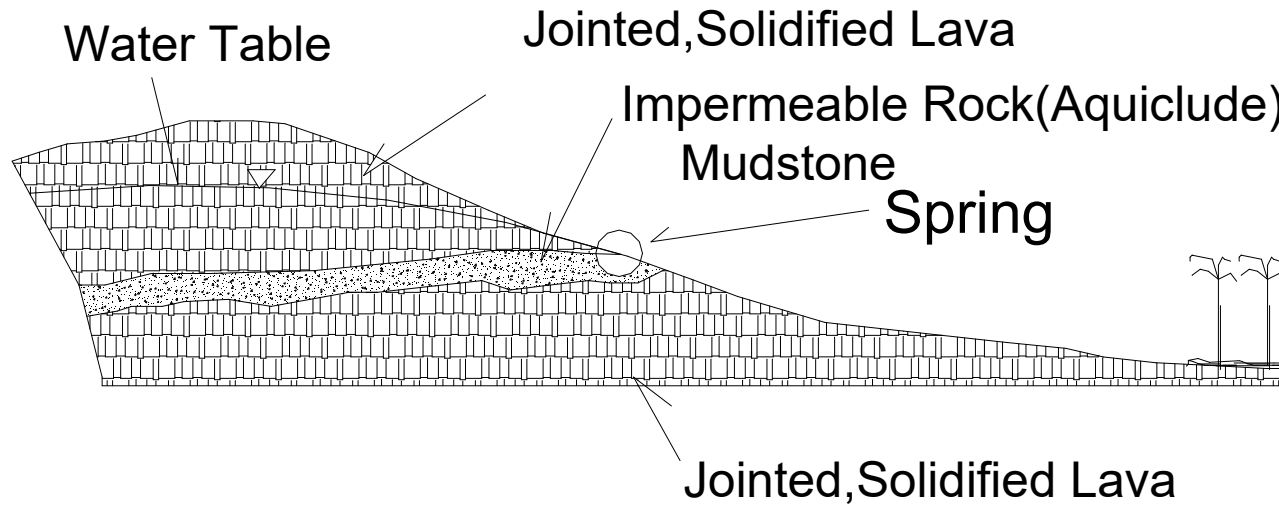 Water Table
Jointed,Solidified Lava
Impermeable Rock(Aquiclude)
Mudstone
Spring
Jointed,Solidified Lava